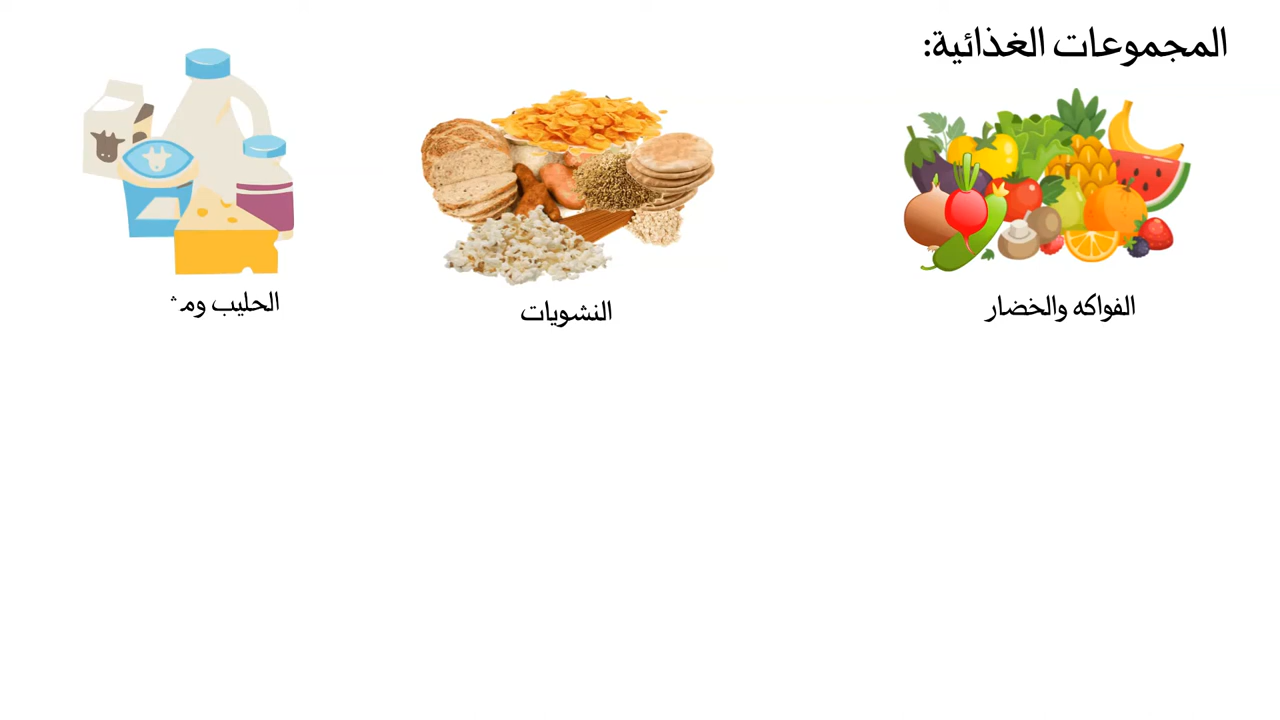 المجموعات الغذائية:
الفواكه والخضار
النشويات
الحليب